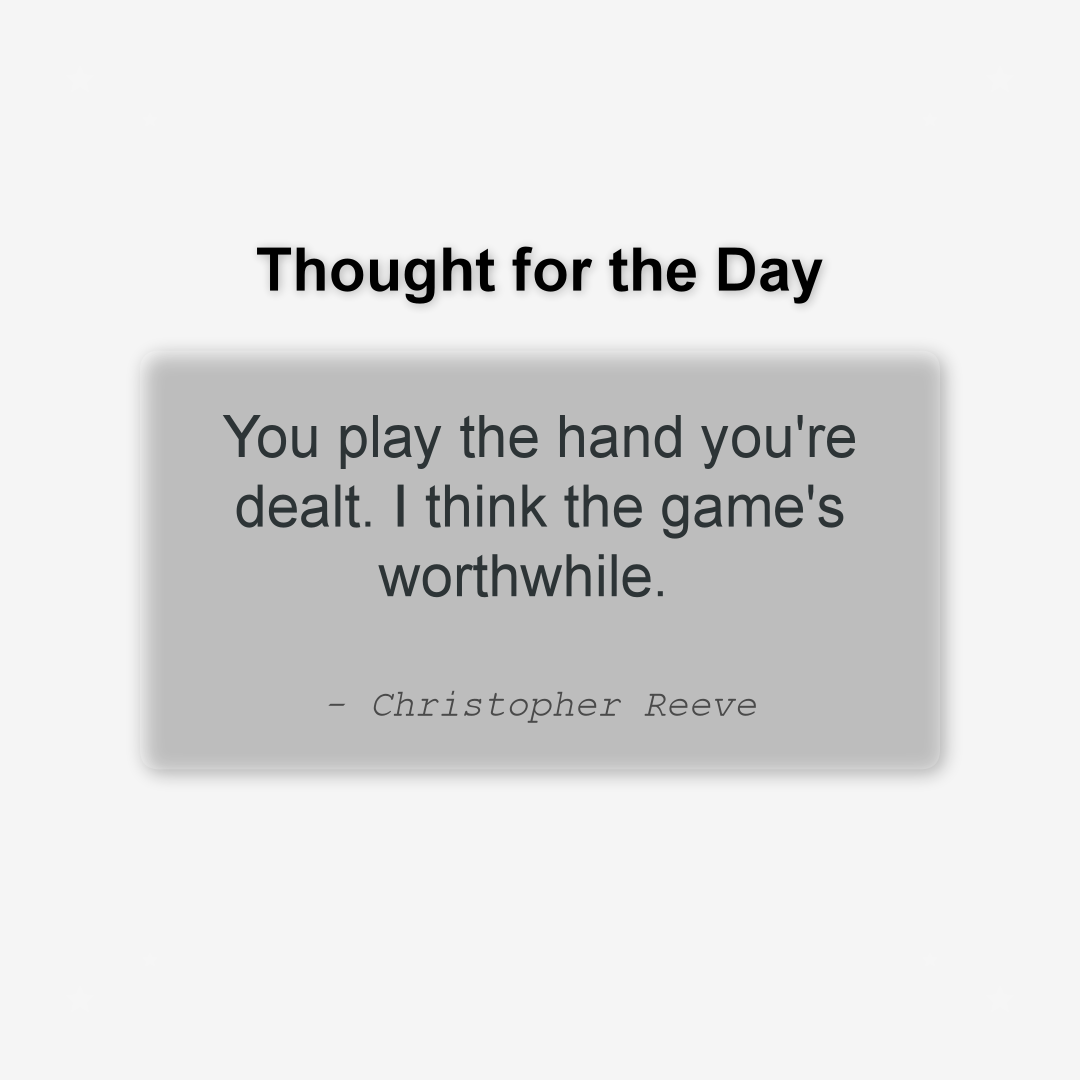 Thought for the Day
You play the hand you're
dealt. I think the game's
worthwhile.
- Christopher Reeve